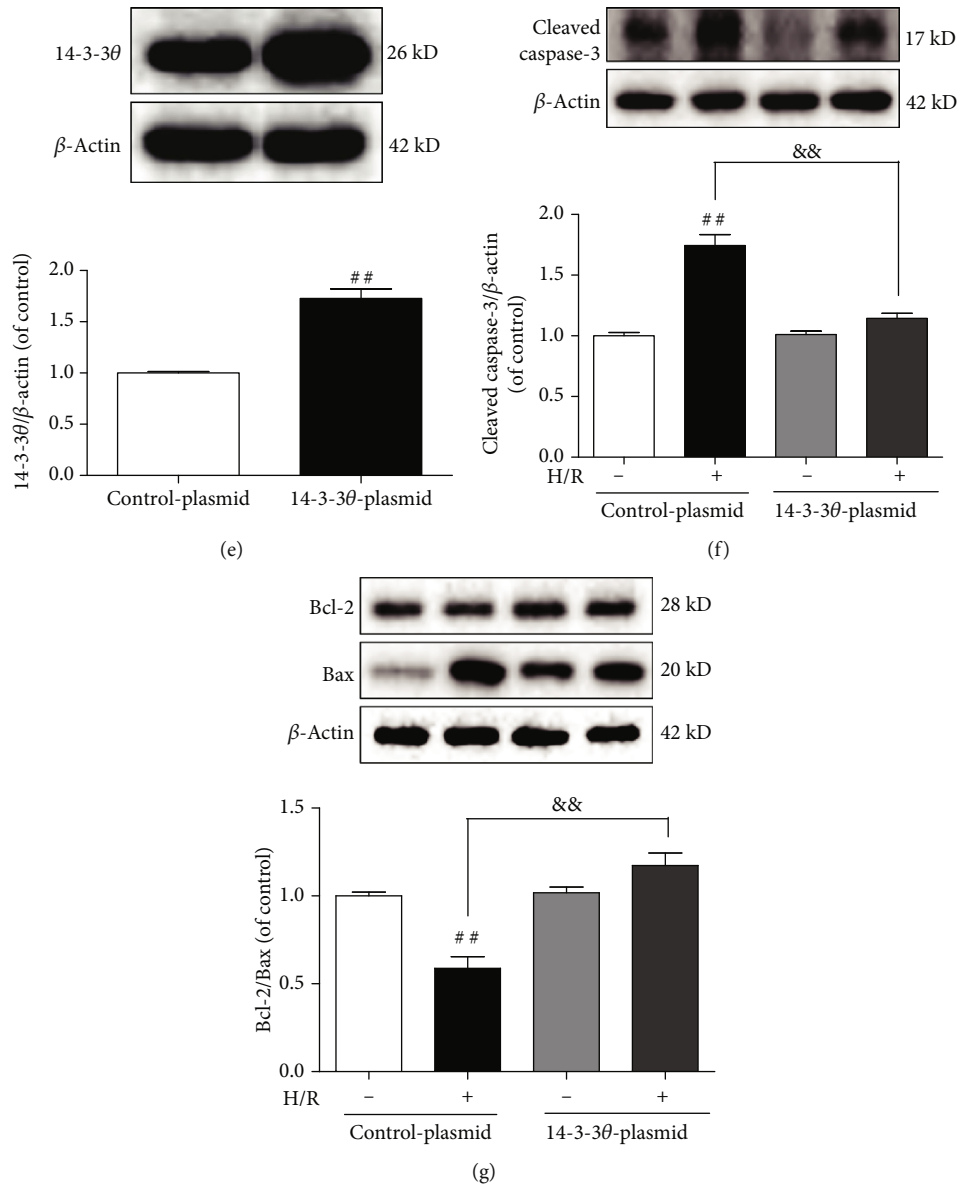 14-3-3θ
26 kD
β-Actin
42 kD
14-3-3θ/β-actin (of control)
2.0
1.5
1.0
0.5
0.0
##
Control-plasmid
14-3-3θ-plasmid
(e)
Cleaved
caspase-3
17 kD
β-Actin
42 kD
&&
Cleaved caspase-3/β-actin
(of control)
2.0
1.5
1.0
0.5
0.0
##
H/R
− + − +
Control-plasmid
14-3-3θ-plasmid
(f)
Bcl-2
28 kD
Bax
20 kD
β-Actin
42 kD
&&
Bcl-2/Bax (of control)
1.5
1.0
0.5
0.0
##
H/R
− + − +
Control-plasmid
14-3-3θ-plasmid
(g)